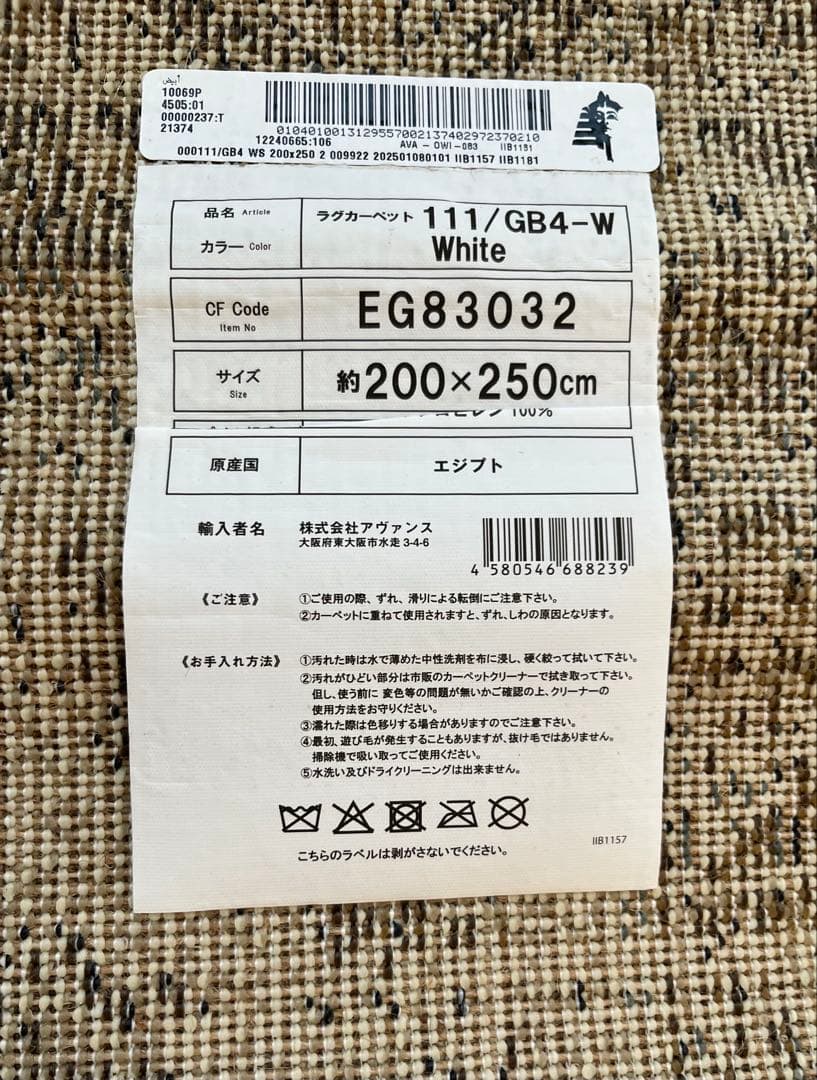 أبيض
10069P
4505:01
00000237:T
21374
0104010013129557002137402972370210
12240665:106 AVA - OWI-083 IIB1181
000111/GB4 WS 200x250 2 009922 202501080101 IIB1157 IIB1181
品名 Article ラグカーペット 111/GB4-W
カラー Color White
CF Code EG83032
Item No
サイズ 約200×250cm
Size
100%
原産国 エジプト
輸入者名 株式会社アヴァンス
大阪府東大阪市水走3-4-6
4 580546 688239
《ご注意》 ①ご使用の際、ずれ、滑りによる転倒にご注意下さい。
②カーペットに重ねて使用されますと、ずれ、しわの原因となります。
《お手入れ方法》 ①汚れた時は水で薄めた中性洗剤を布に浸し、硬く絞って拭いて下さい。
②汚れがひどい部分は市販のカーペットクリーナーで拭き取って下さい。
但し、使う前に 変色等の問題が無いかご確認の上、クリーナーの
使用方法をお守りください。
③濡れた際は色移りする場合がありますのでご注意下さい。
④最初、遊び毛が発生することもありますが、抜け毛ではありません。
掃除機で吸い取ってご使用ください。
⑤水洗い及びドライクリーニングは出来ません。
こちらのラベルは剥がさないでください。
IIB1157